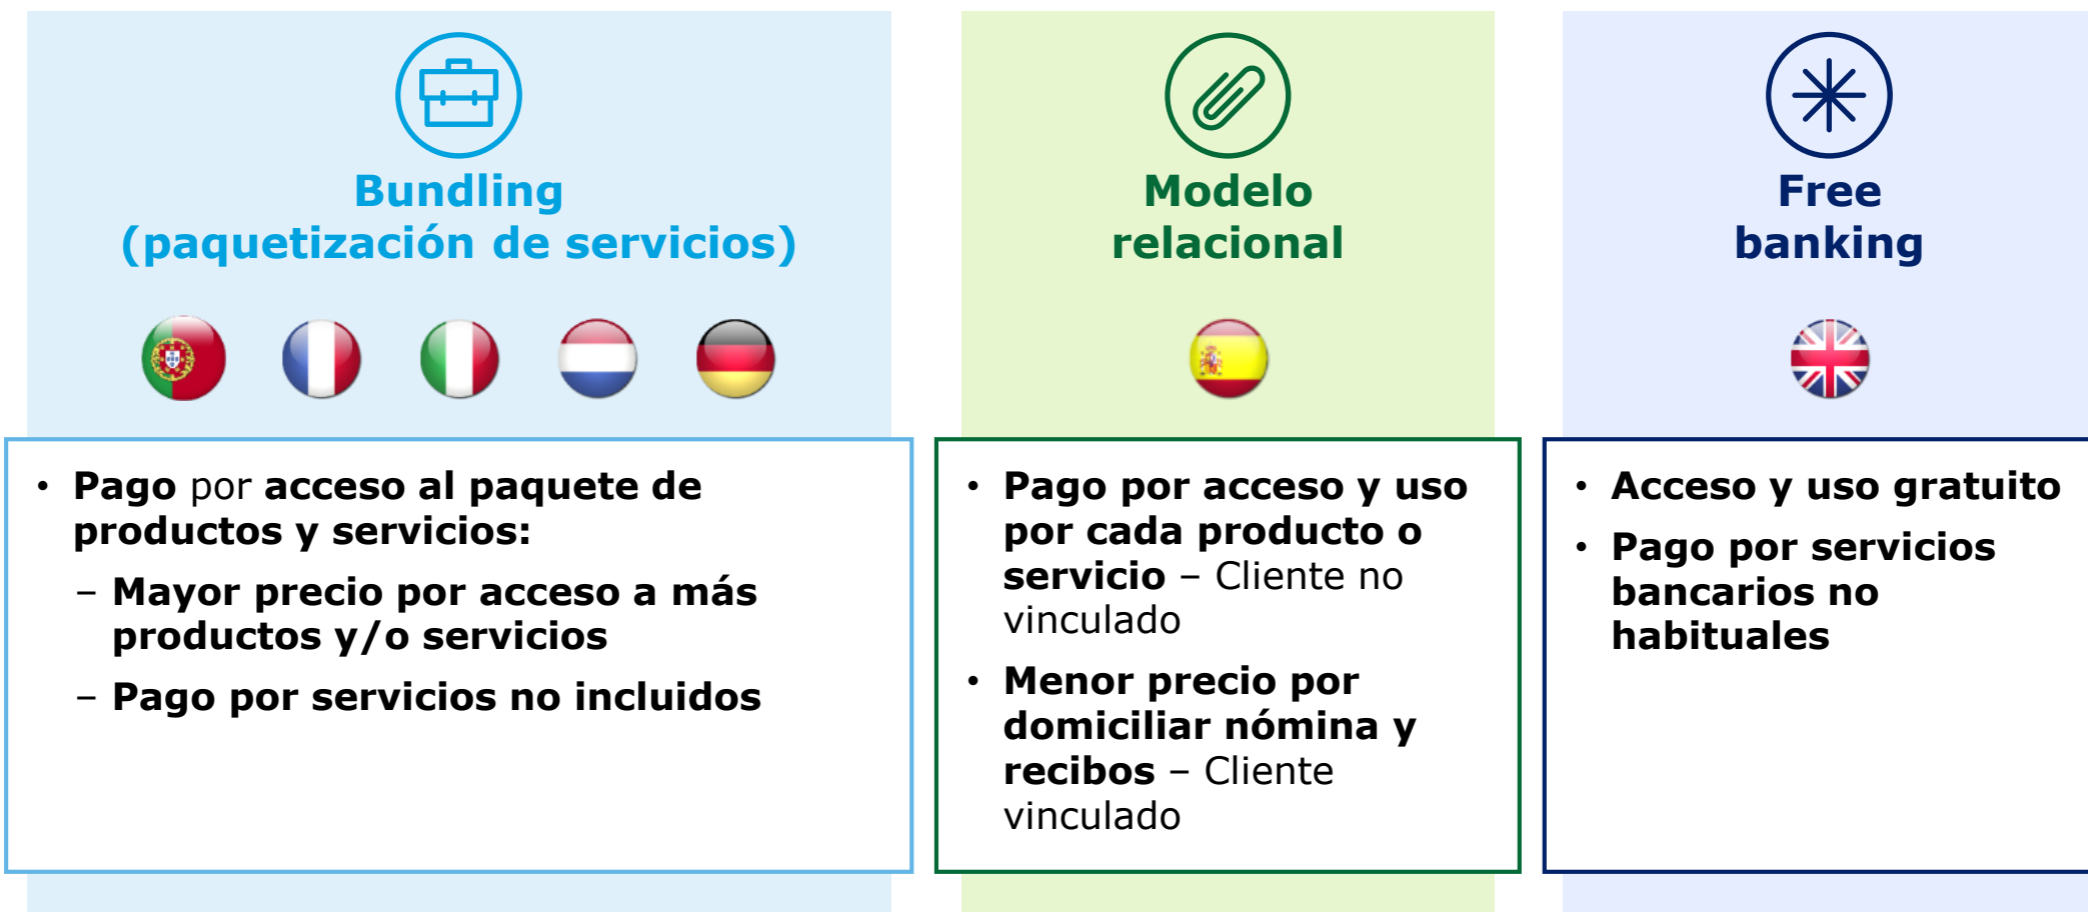 Bundling
(paquetización de servicios)
• Pago por acceso al paquete de
productos y servicios:
– Mayor precio por acceso a más
productos y/o servicios
– Pago por servicios no incluidos
Modelo
relacional
• Pago por acceso y uso
por cada producto o
servicio – Cliente no
vinculado
• Menor precio por
domiciliar nómina y
recibos – Cliente
vinculado
Free
banking
• Acceso y uso gratuito
• Pago por servicios
bancarios no
habituales